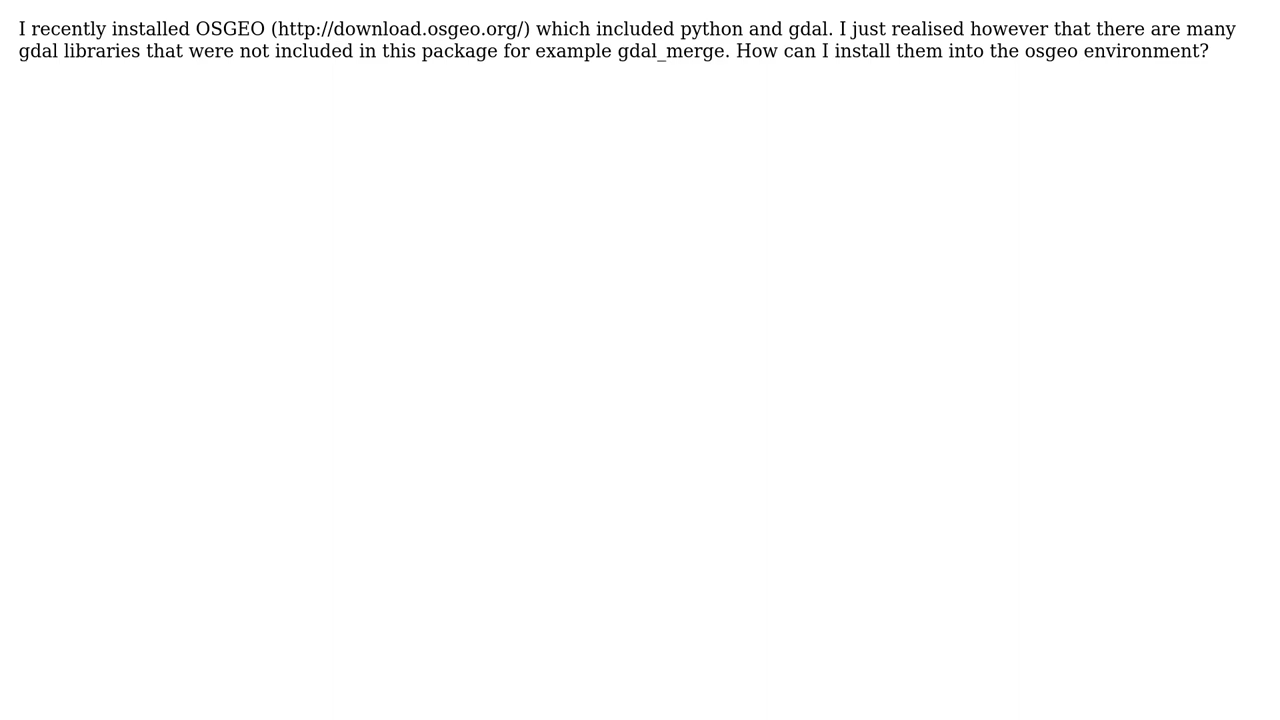 I recently installed OSGEO (http://download.osgeo.org/) which included python and gdal. I just realised however that there are many
gdal libraries that were not included in this package for example gdal_merge. How can I install them into the osgeo environment?